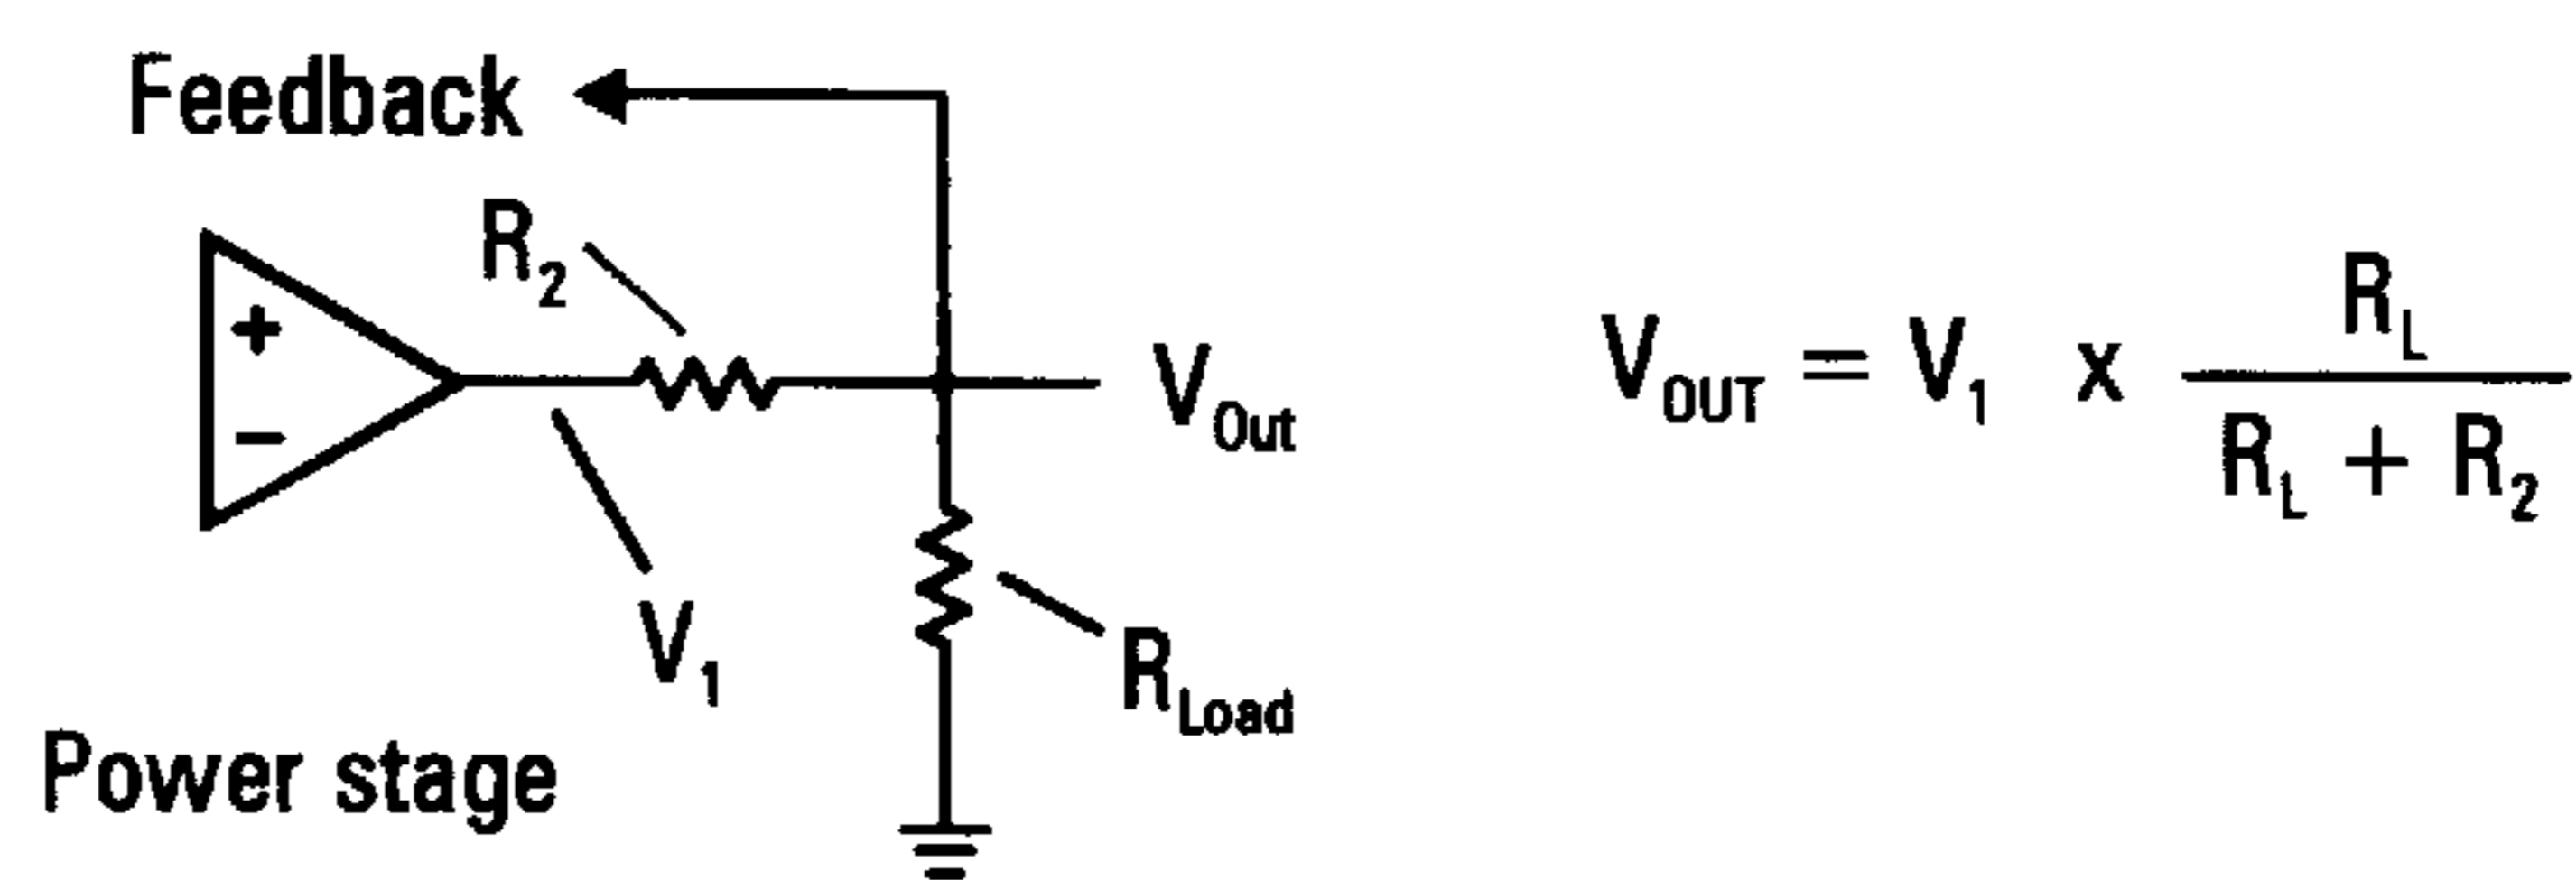 Feedback
R2
+
−
VOut
V1
RLoad
Power stage
VOUT = V1 x RL
RL + R2